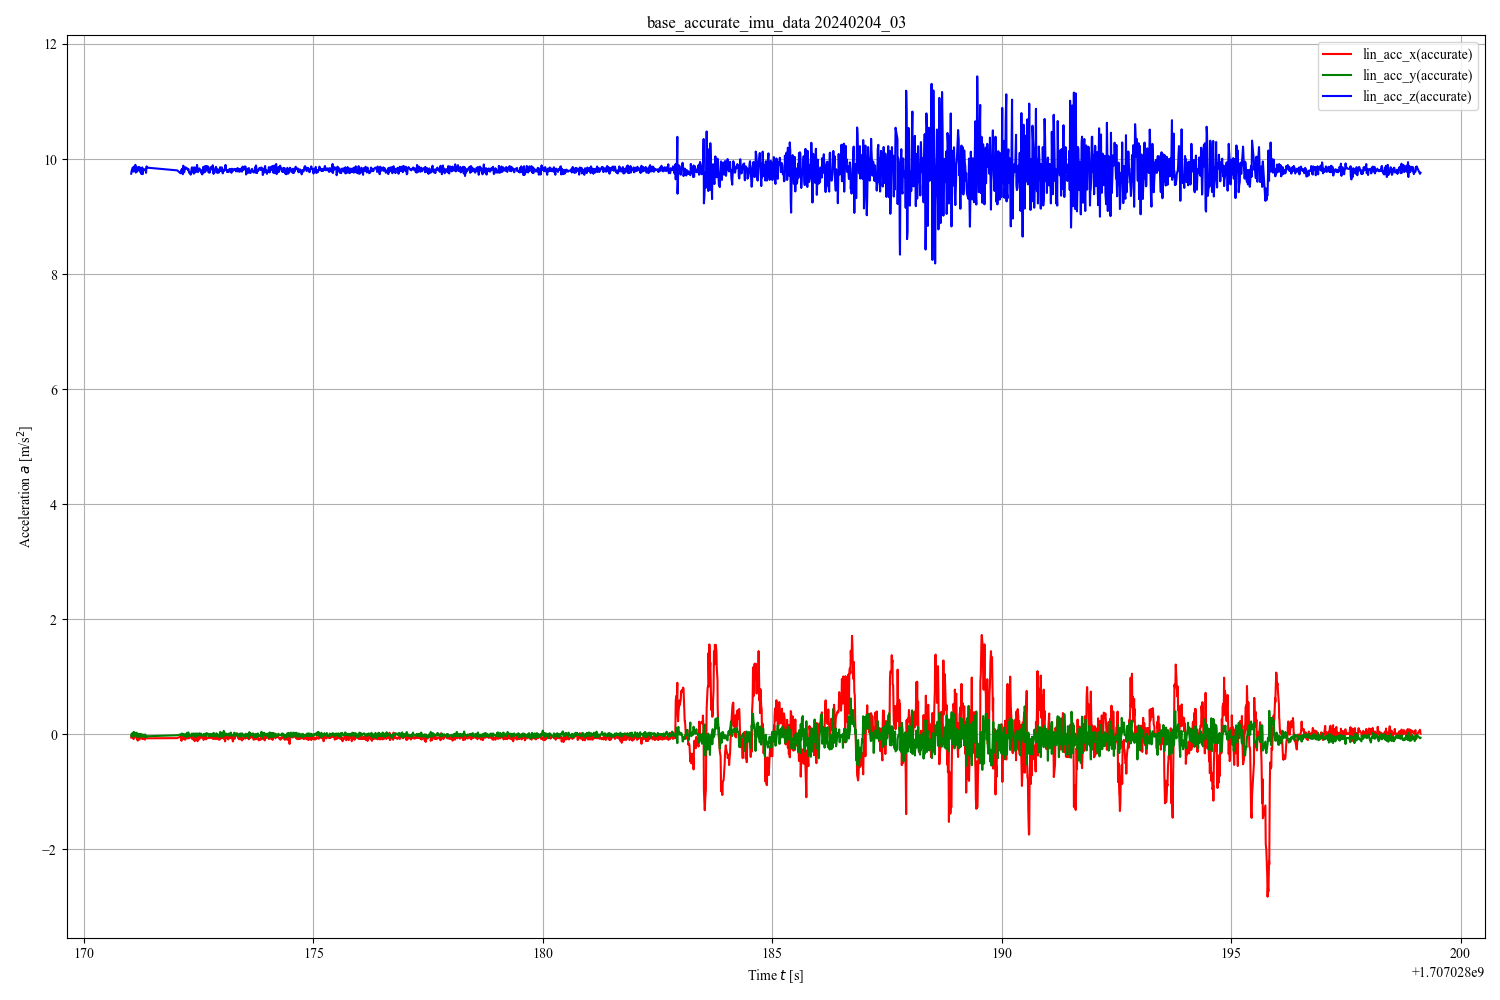 base_accurate_imu_data 20240204_03
lin_acc_x(accurate)
lin_acc_y(accurate)
lin_acc_z(accurate)
12
10
8
6
4
2
0
−2
Acceleration a [m/s²]
170
175
180
185
190
195
200
Time t [s]
+1.707028e9